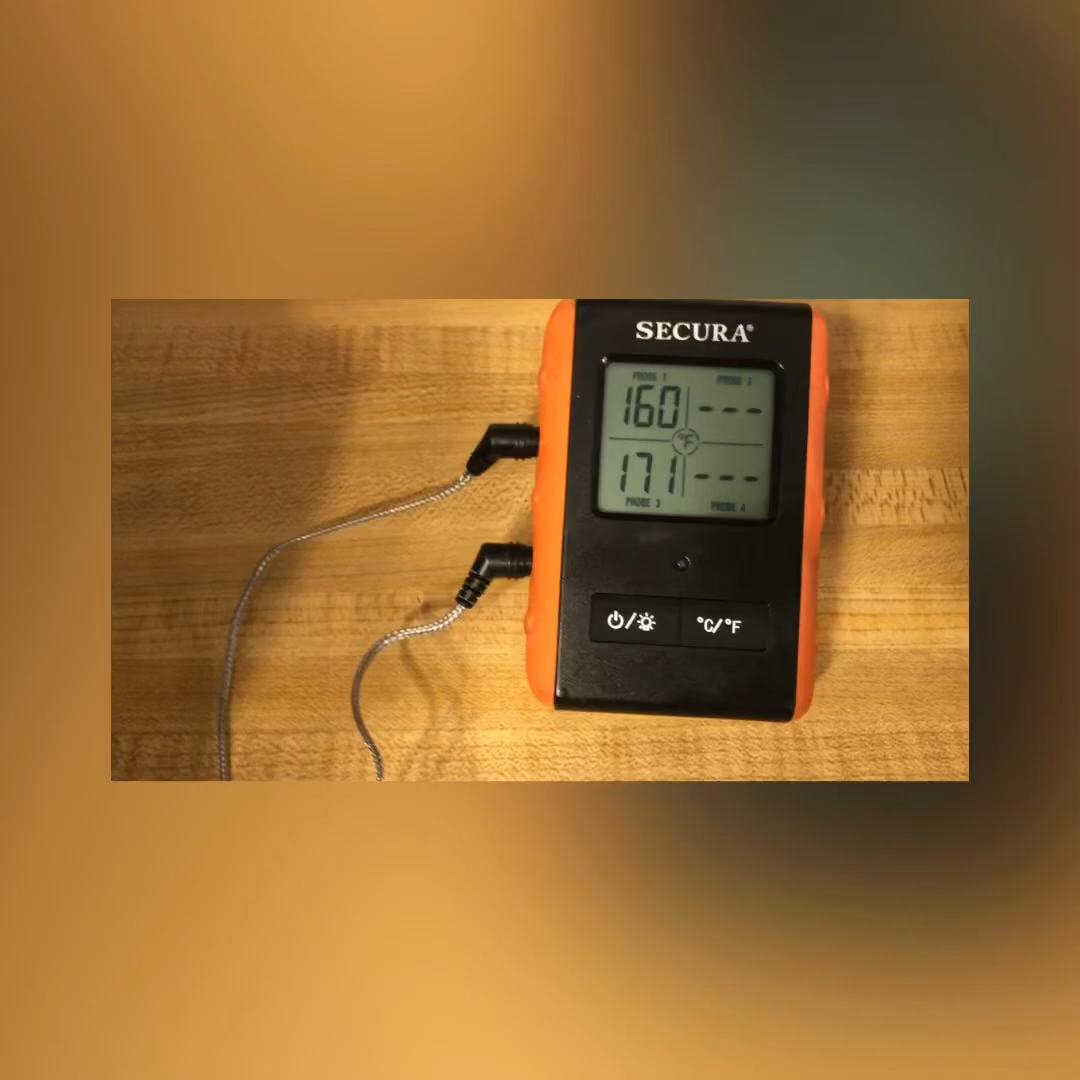 SECURA®
PROBE 1 PROBE 2
160 - - -
°F
171 - - -
PROBE 3 PROBE 4
°C/°F